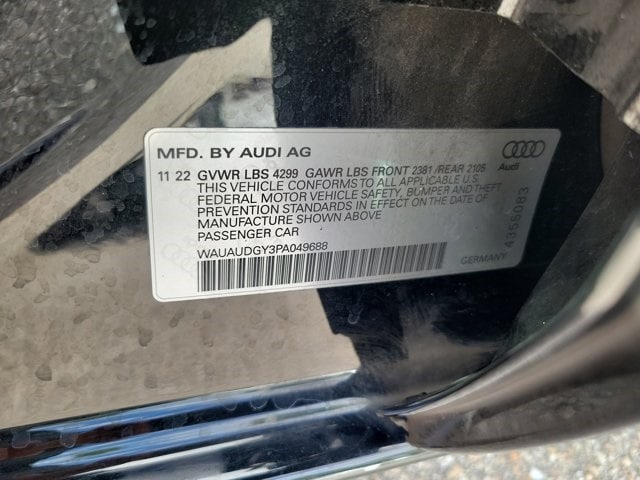 MFD. BY AUDI AG
11 22 GVWR LBS 4299 GAWR LBS FRONT 2381 /REAR 2105
THIS VEHICLE CONFORMS TO ALL APPLICABLE U.S.
FEDERAL MOTOR VEHICLE SAFETY, BUMPER AND THEFT
PREVENTION STANDARDS IN EFFECT ON THE DATE OF
MANUFACTURE SHOWN ABOVE
PASSENGER CAR
WAUAUDGY3PA049688
Audi
4356083
GERMANY